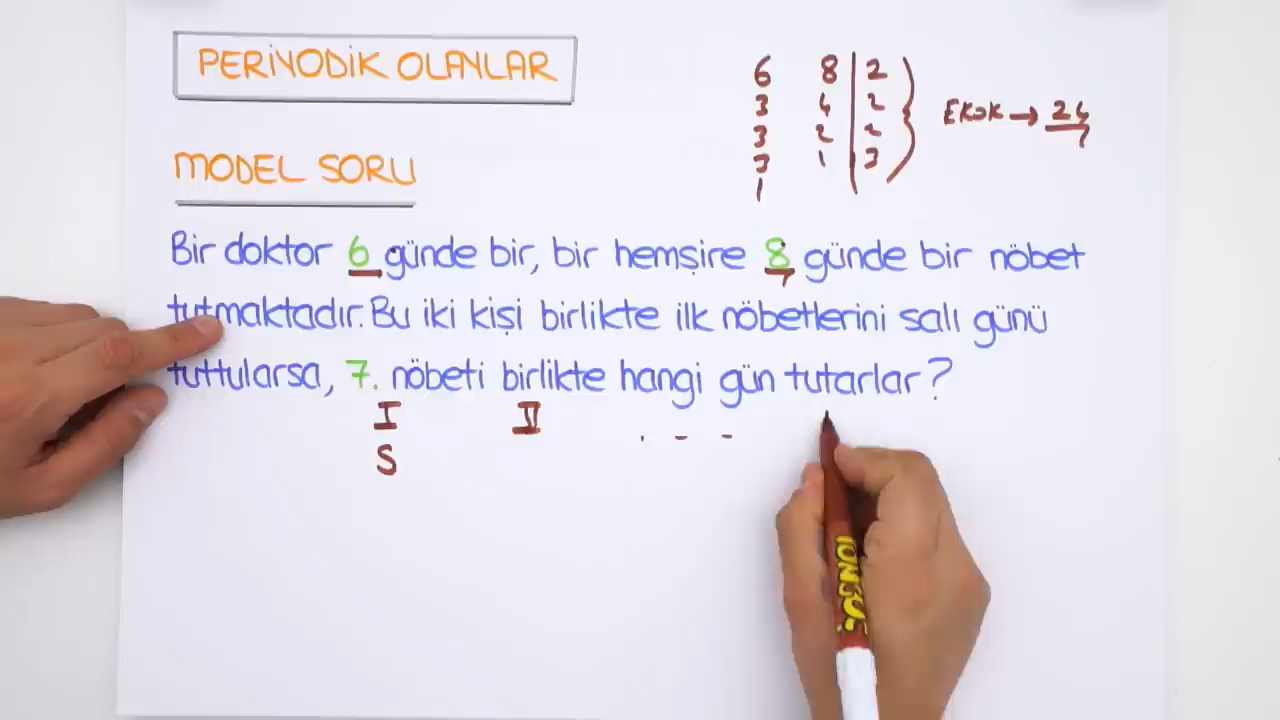 PERİYODİK OLAYLAR
6 8 2
3 4 2
3 2 2
3 1 3
1
EKOK → 24
MODEL SORU
Bir doktor 6 günde bir, bir hemşire 8 günde bir nöbet
tutmaktadır. Bu iki kişi birlikte ilk nöbetlerini salı günü
tuttularsa, 7. nöbeti birlikte hangi gün tutarlar?
I II . - -
S
TONGUÇ